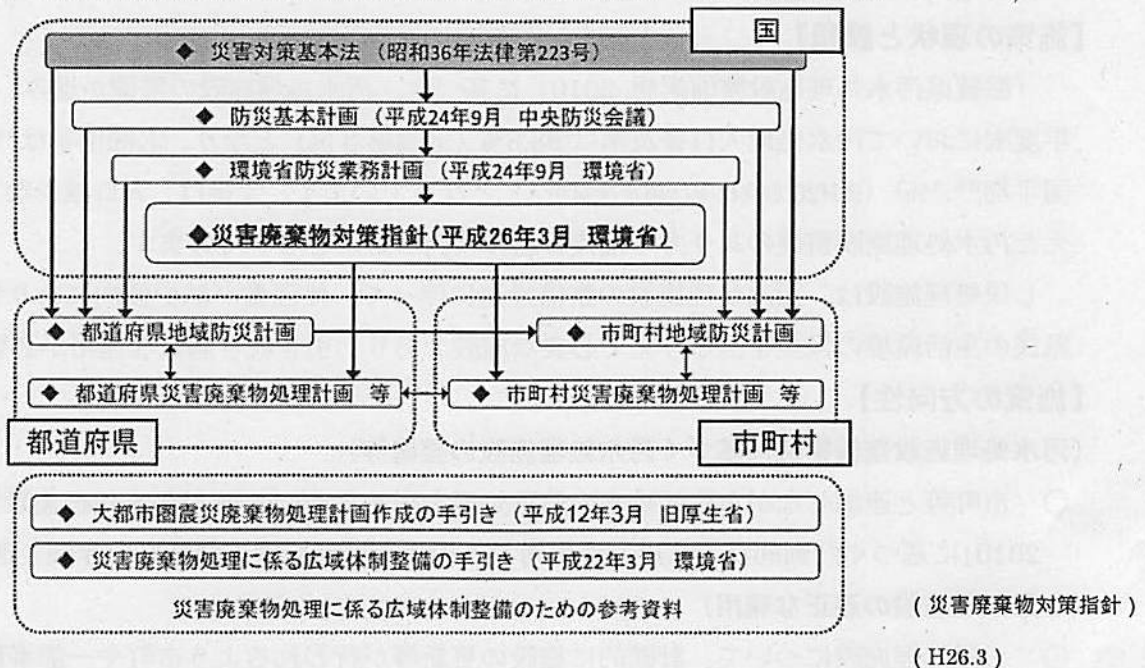 国
◆ 災害対策基本法 (昭和36年法律第223号)
◆ 防災基本計画 (平成24年9月 中央防災会議)
◆ 環境省防災業務計画 (平成24年9月 環境省)
◆災害廃棄物対策指針(平成26年3月 環境省)
◆ 都道府県地域防災計画
◆ 市町村地域防災計画
◆ 都道府県災害廃棄物処理計画 等
◆ 市町村災害廃棄物処理計画 等
都道府県
市町村
◆ 大都市圏震災廃棄物処理計画作成の手引き (平成12年3月 旧厚生省)
◆ 災害廃棄物処理に係る広域体制整備の手引き (平成22年3月 環境省)
災害廃棄物処理に係る広域体制整備のための参考資料
( 災害廃棄物対策指針 )
( H26.3 )